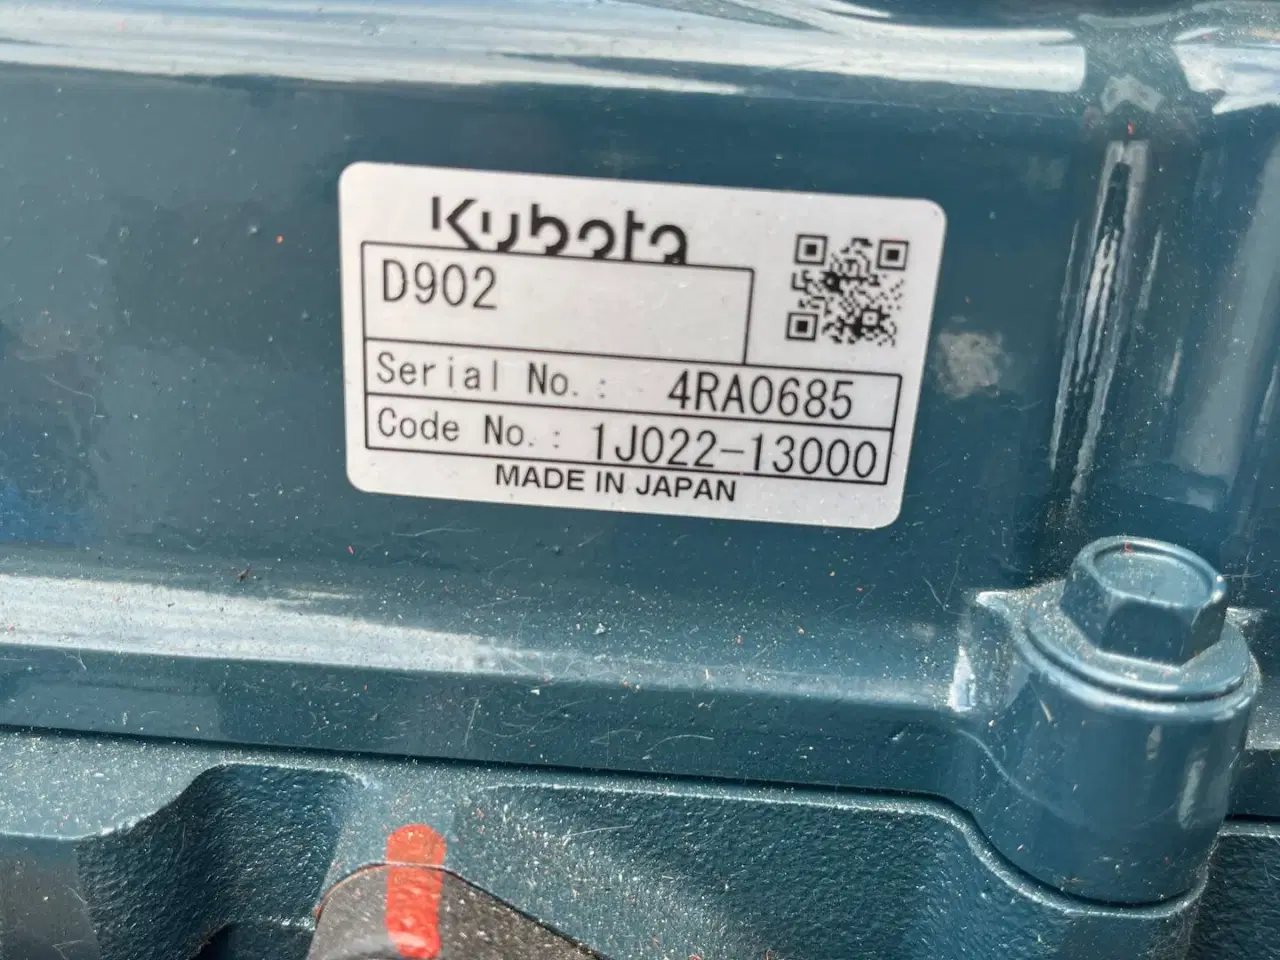 Kubota
D902
Serial No.: 4RA0685
Code No.: 1J022-13000
MADE IN JAPAN